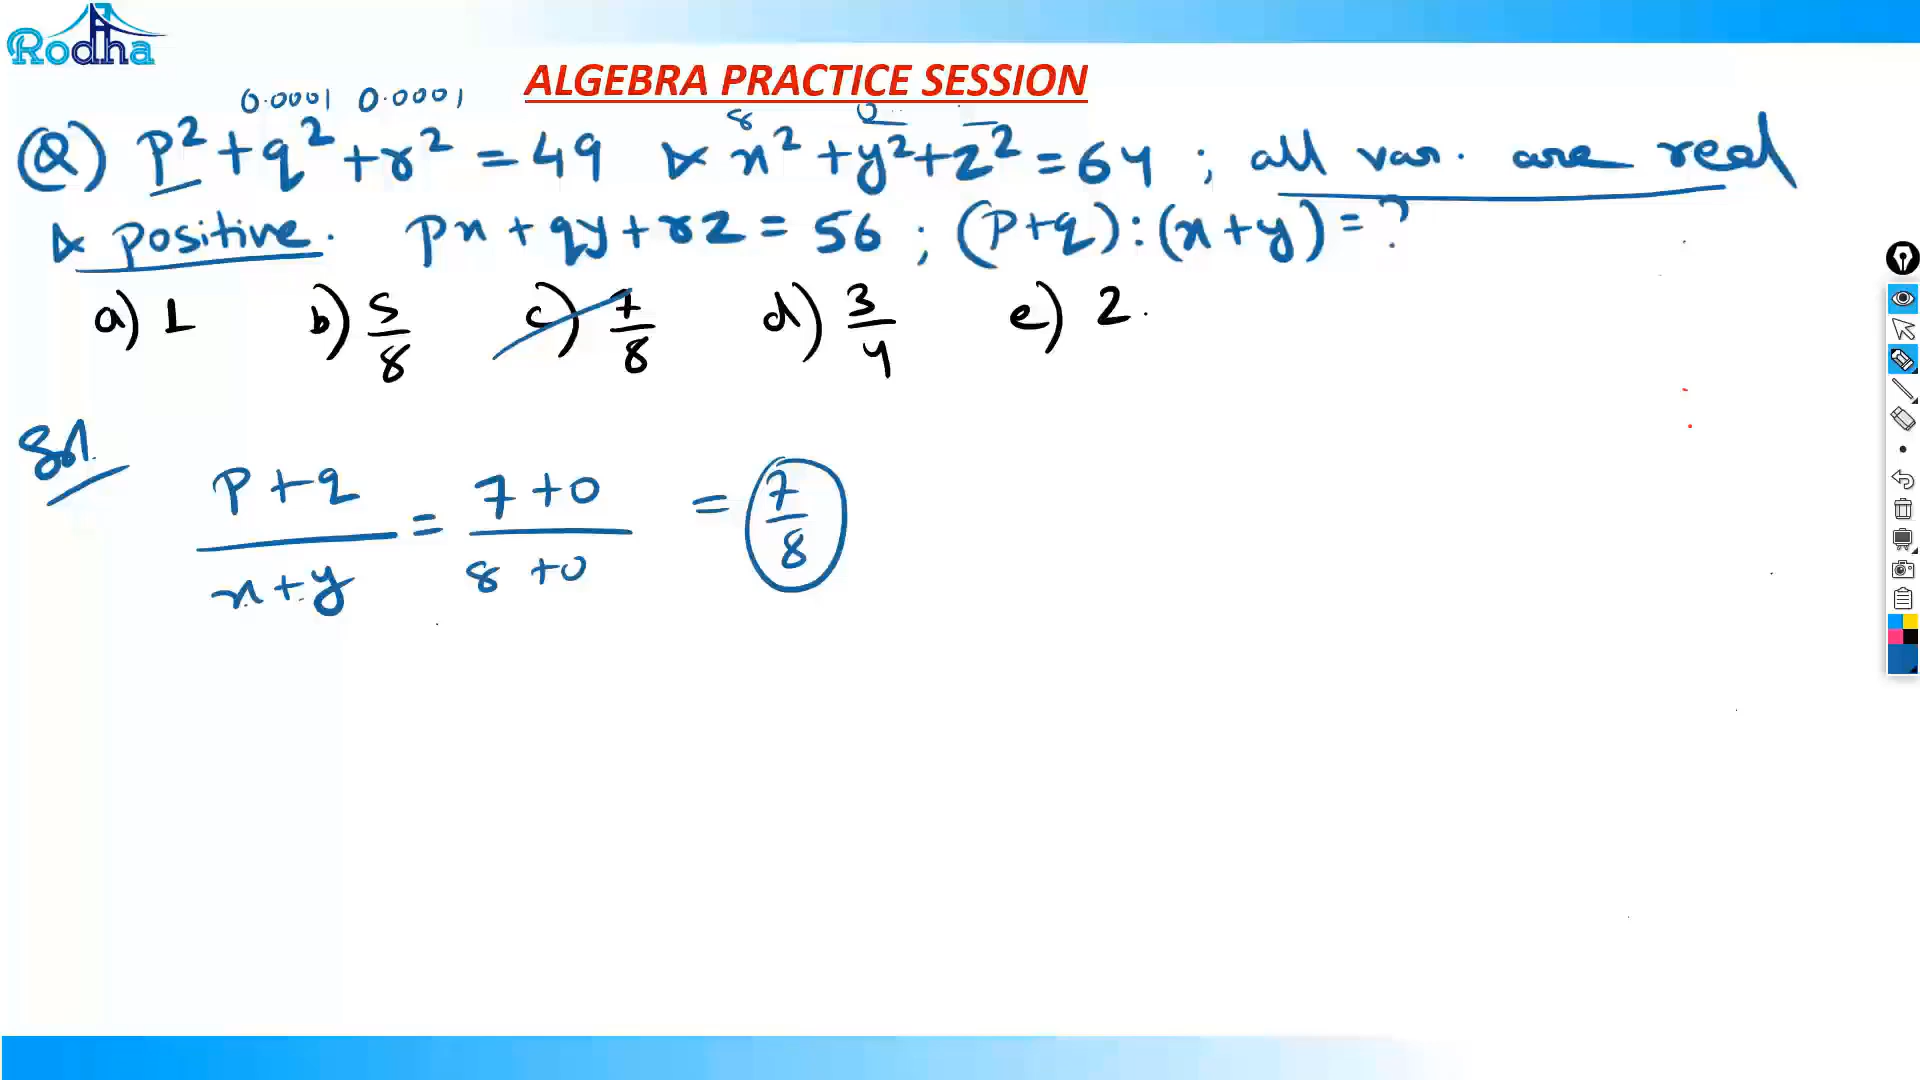 Rodha
ALGEBRA PRACTICE SESSION
0.0001 0.0001 8 0
(Q) p² + q² + r² = 49 & x² + y² + z² = 64 ; all var. are real
& positive. px + qy + rz = 56 ; (p+q) : (x+y) = ?
a) 1 b) 5/8 c) 7/8 d) 3/4 e) 2.
Sol.
p+q / x+y = 7+0 / 8+0 = 7/8